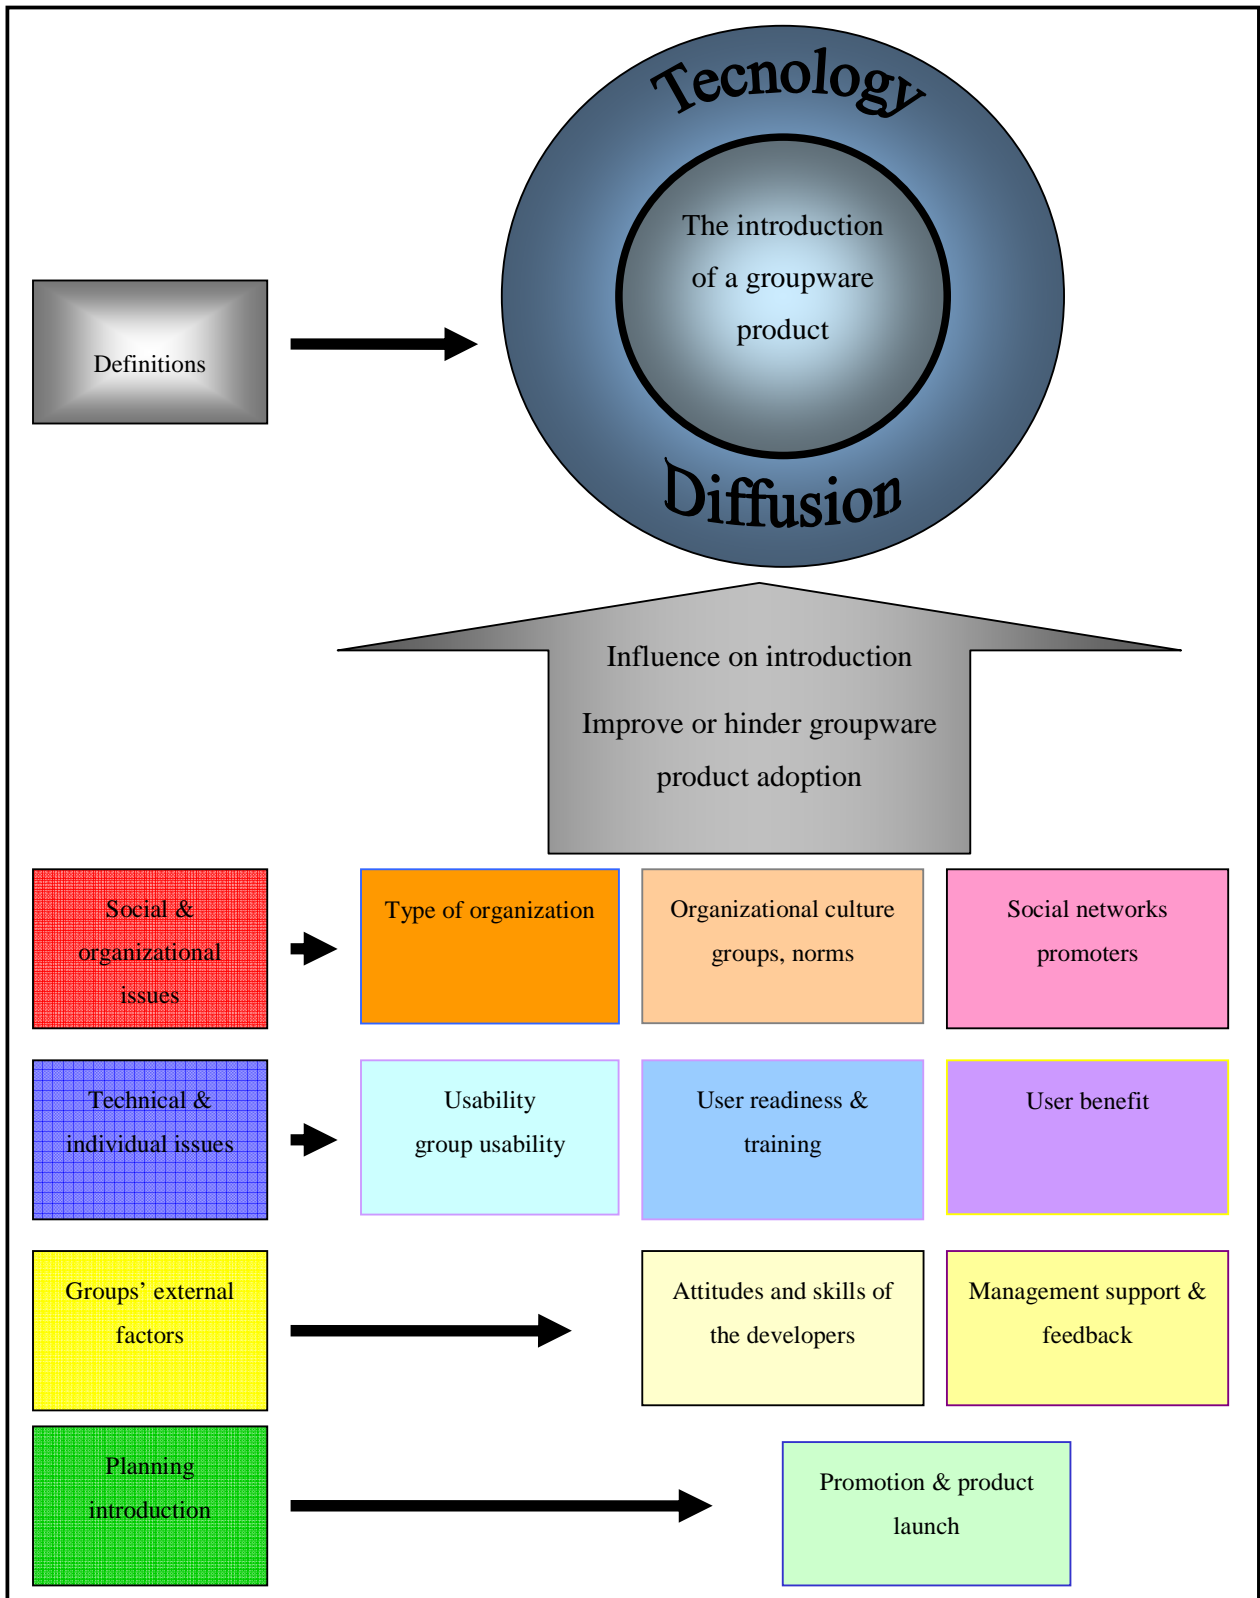 Tecnology
The introduction
of a groupware
product
Diffusion
Definitions
Influence on introduction
Improve or hinder groupware
product adoption
Social &
organizational
issues
Type of organization
Organizational culture
groups, norms
Social networks
promoters
Technical &
individual issues
Usability
group usability
User readiness &
training
User benefit
Groups’ external
factors
Attitudes and skills of
the developers
Management support &
feedback
Planning
introduction
Promotion & product
launch